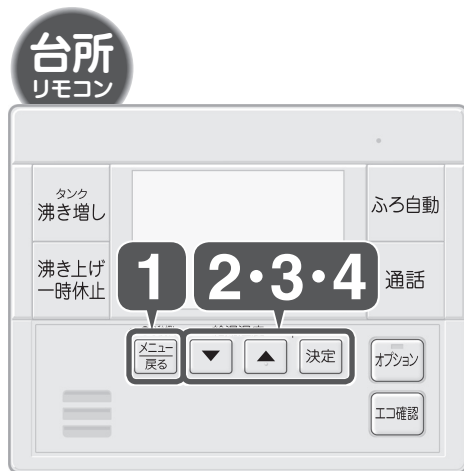 台所
リモコン
タンク
沸き増し
ふろ自動
沸き上げ
一時休止
1
2・3・4
通話
メニュー
戻る
▼
▲
決定
オプション
エコ確認